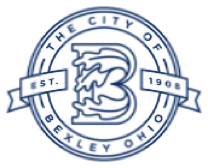 THE CITY OF
EST. 1908
B
BEXLEY OHIO